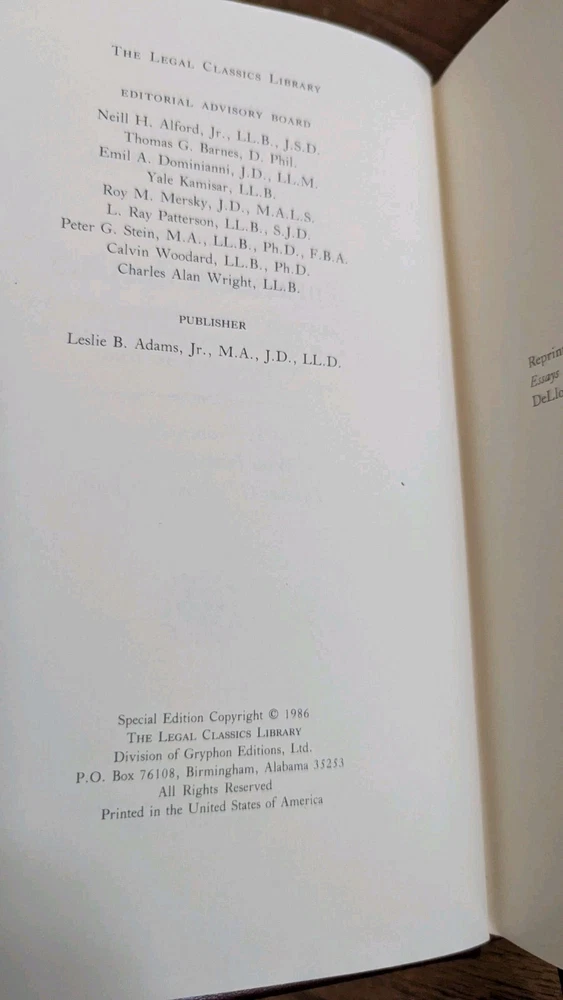 THE LEGAL CLASSICS LIBRARY
EDITORIAL ADVISORY BOARD
Neill H. Alford, Jr., LL.B., J.S.D.
Thomas G. Barnes, D. Phil.
Emil A. Dominianni, J.D., LL.M.
Yale Kamisar, LL.B.
Roy M. Mersky, J.D., M.A.L.S.
L. Ray Patterson, LL.B., S.J.D.
Peter G. Stein, M.A., LL.B., Ph.D., F.B.A.
Calvin Woodard, LL.B., Ph.D.
Charles Alan Wright, LL.B.
PUBLISHER
Leslie B. Adams, Jr., M.A., J.D., LL.D.
Special Edition Copyright © 1986
THE LEGAL CLASSICS LIBRARY
Division of Gryphon Editions, Ltd.
P.O. Box 76108, Birmingham, Alabama 35253
All Rights Reserved
Printed in the United States of America
Essays